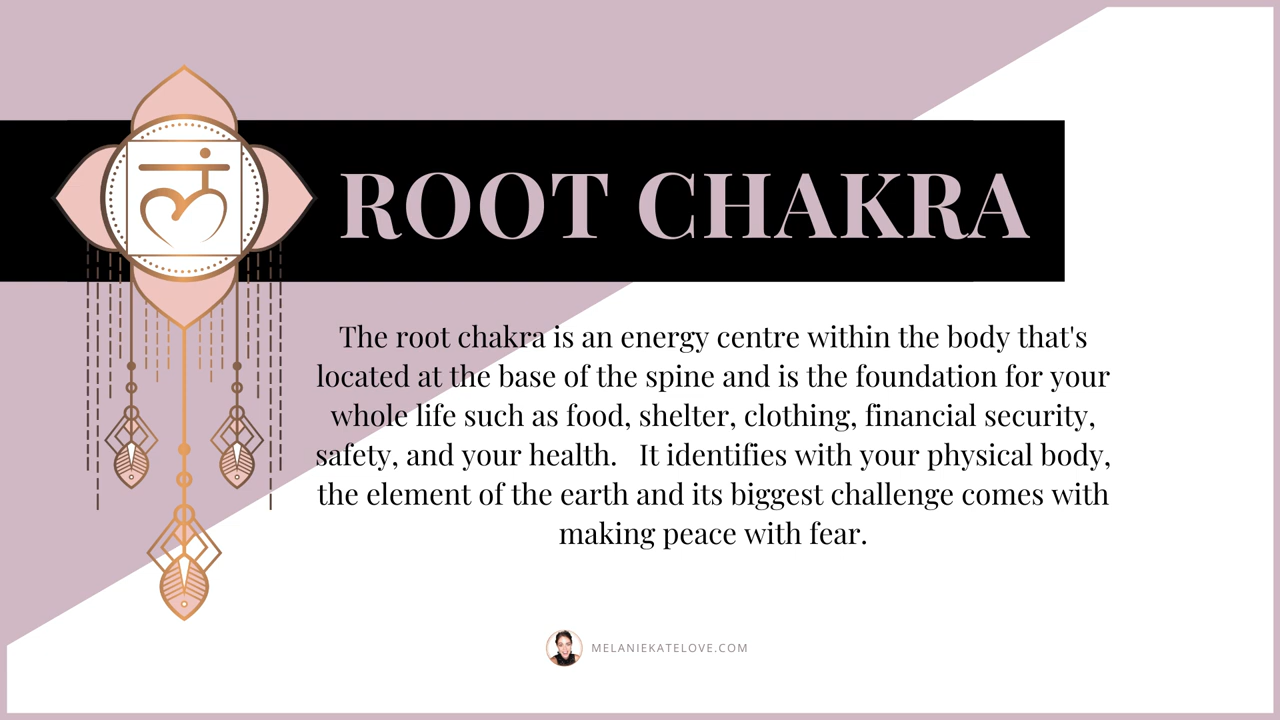 लं
ROOT CHAKRA
The root chakra is an energy centre within the body that's
located at the base of the spine and is the foundation for your
whole life such as food, shelter, clothing, financial security,
safety, and your health.   It identifies with your physical body,
the element of the earth and its biggest challenge comes with
making peace with fear.
MELANIEKATELOVE.COM